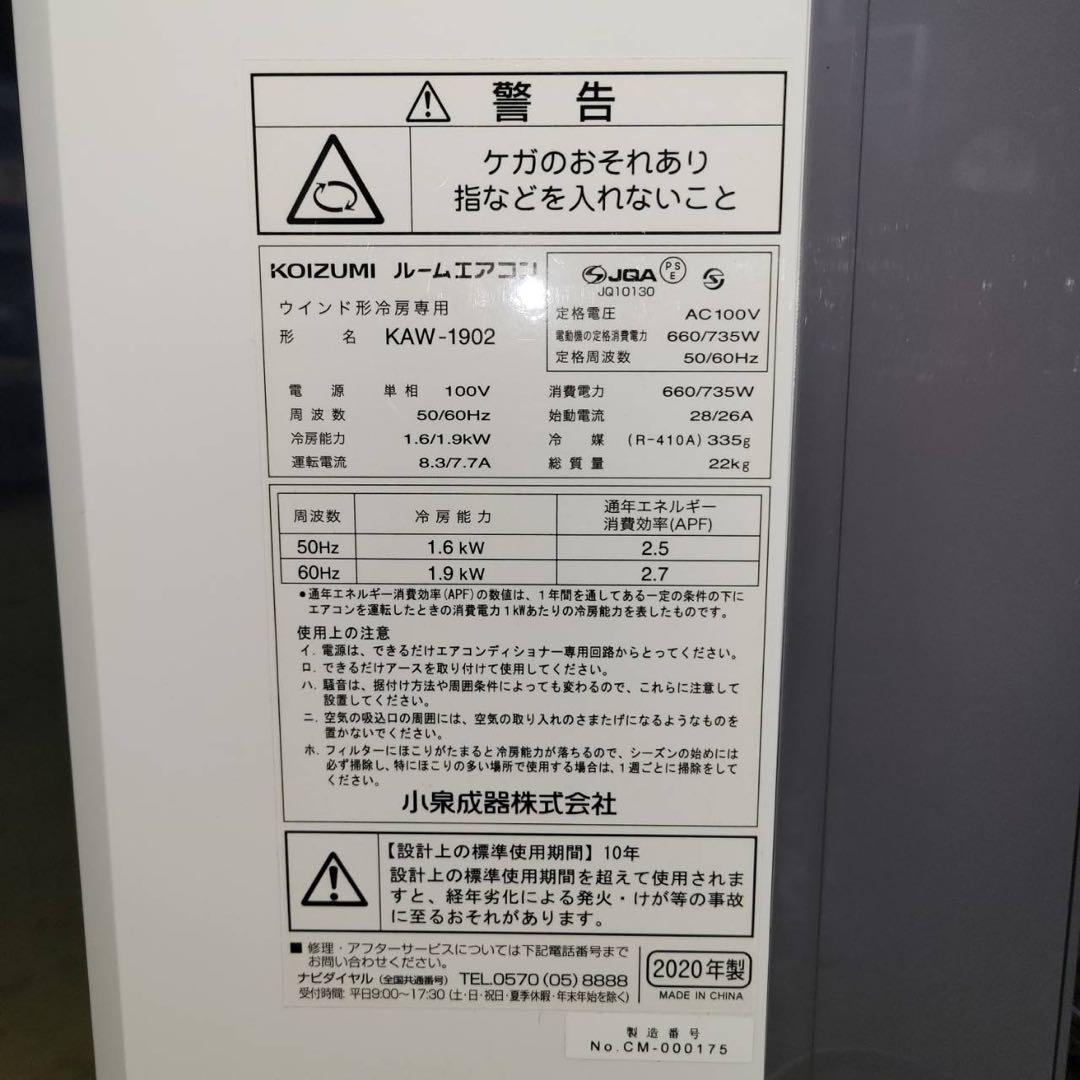 警 告
ケガのおそれあり
指などを入れないこと
KOIZUMI ルームエアコン
ウインド形冷房専用
形 名 KAW-1902
JQA PS E S
JQ10130
定格電圧 AC100V
電動機の定格消費電力 660/735W
定格周波数 50/60Hz
電 源 単相 100V
周 波 数 50/60Hz
冷房能力 1.6/1.9kW
運転電流 8.3/7.7A
消費電力 660/735W
始動電流 28/26A
冷 媒 (R-410A) 335g
総 質 量 22kg
周波数 冷 房 能 力 通年エネルギー
消費効率(APF)
50Hz 1.6 kW 2.5
60Hz 1.9 kW 2.7
●通年エネルギー消費効率(APF)の数値は、1年間を通してある一定の条件の下に
エアコンを運転したときの消費電力1kWあたりの冷房能力を表したものです。
使用上の注意
イ. 電源は、できるだけエアコンディショナー専用回路からとってください。
ロ. できるだけアースを取り付けて使用してください。
ハ. 騒音は、据付け方法や周囲条件によっても変わるので、これらに注意して
設置してください。
ニ. 空気の吸込口の周囲には、空気の取り入れのさまたげになるようなものを
置かないでください。
ホ. フィルターにほこりがたまると冷房能力が落ちるので、シーズンの始めには
必ず掃除し、特にほこりの多い場所で使用する場合は、1週ごとに掃除をして
ください。
小泉成器株式会社
【設計上の標準使用期間】10年
設計上の標準使用期間を超えて使用されま
すと、経年劣化による発火・けが等の事故
に至るおそれがあります。
■ 修理・アフターサービスについては下記電話番号まで
お問い合わせください。
ナビダイヤル (全国共通番号) TEL.0570 (05) 8888
受付時間: 平日9:00〜17:30 (土・日・祝日・夏季休暇・年末年始を除く)
2020年製
MADE IN CHINA
製 造 番 号
No.CM-000175